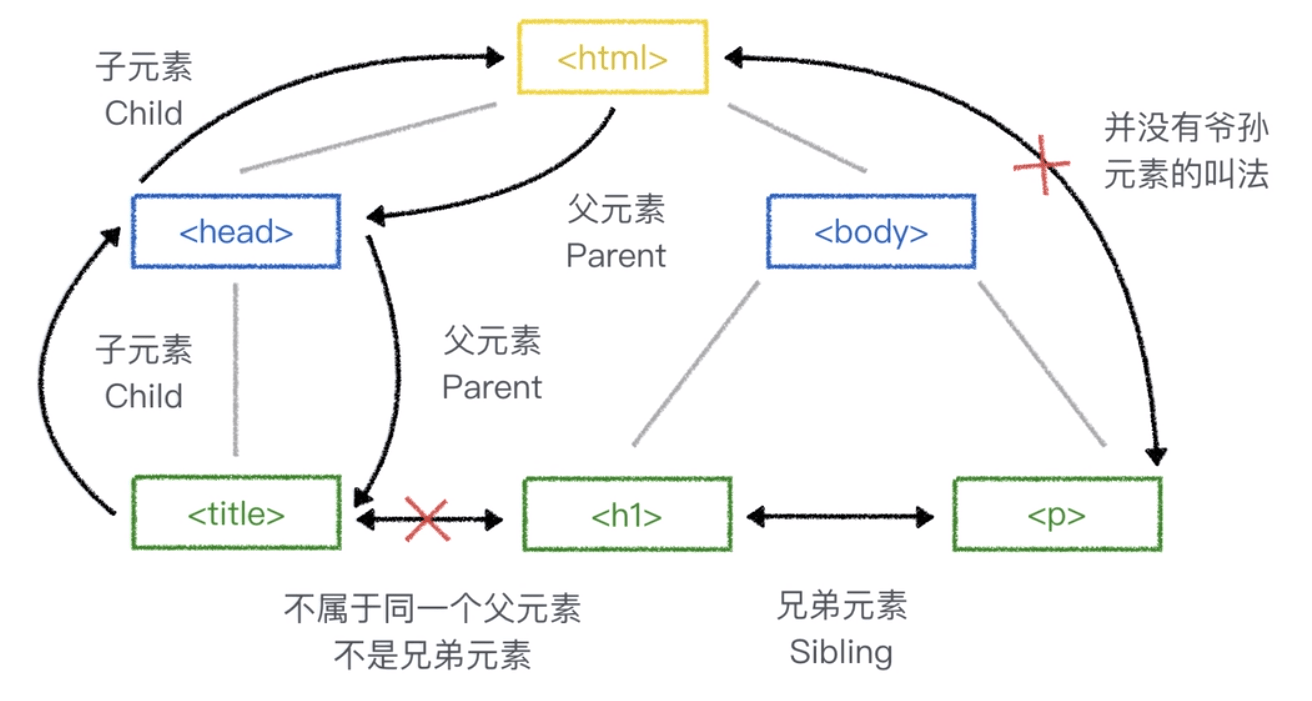 <html>
子元素
Child
并没有爷孙
元素的叫法
<head>
父元素
Parent
<body>
子元素
Child
父元素
Parent
<title>
<h1>
<p>
不属于同一个父元素
不是兄弟元素
兄弟元素
Sibling